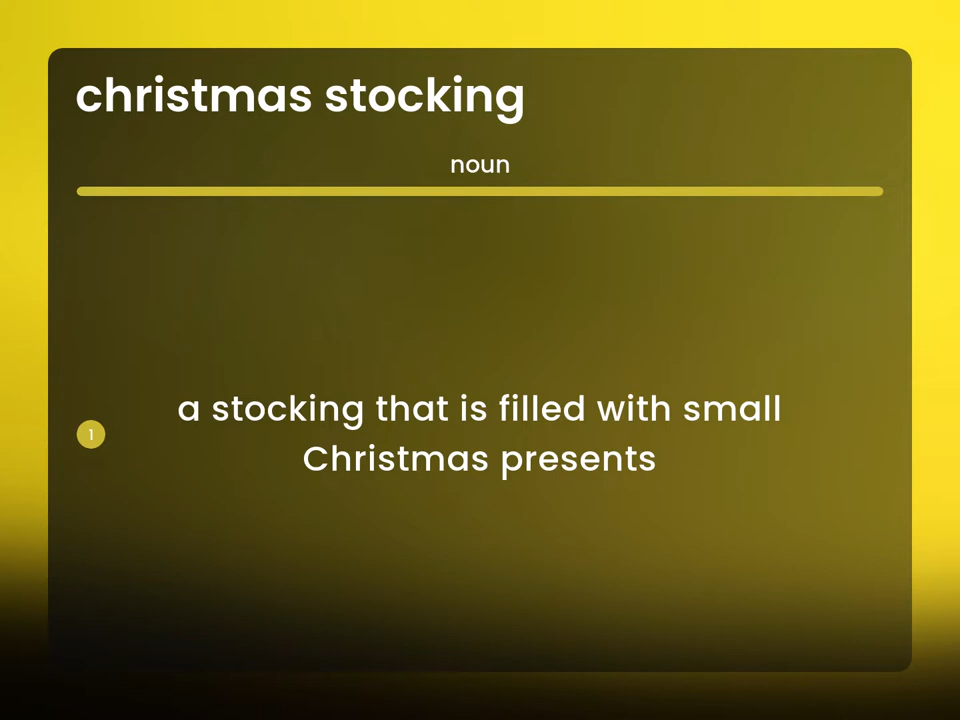 christmas stocking
noun
a stocking that is filled with small
1
Christmas presents